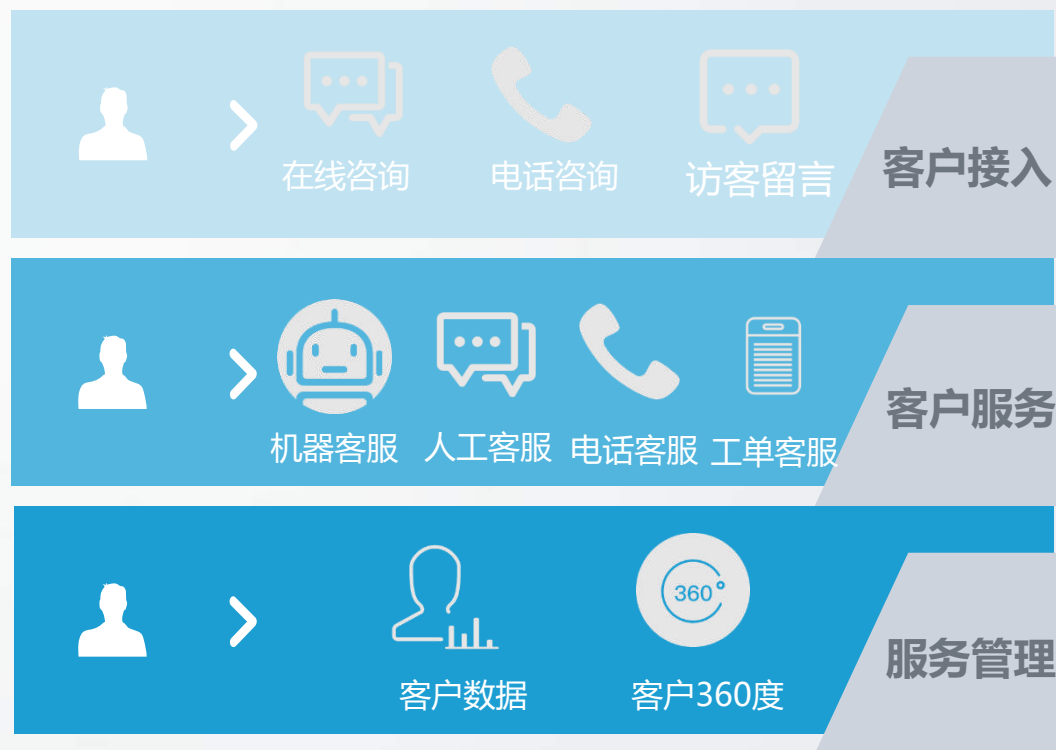 在线咨询 电话咨询 访客留言
客户接入
机器客服 人工客服 电话客服 工单客服
客户服务
360°
客户数据 客户360度
服务管理